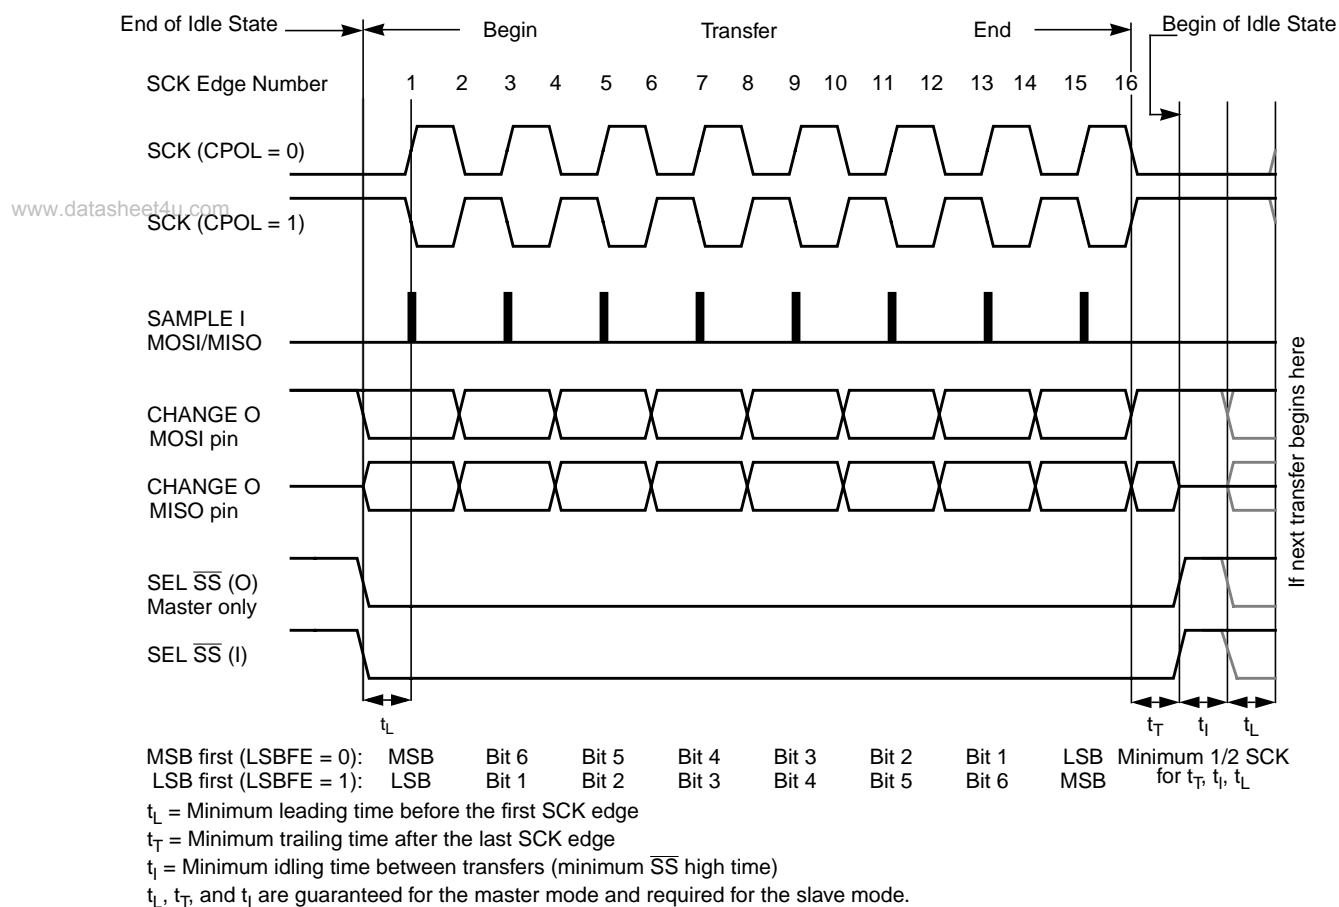 End of Idle State Begin Transfer End Begin of Idle State
SCK Edge Number 1 2 3 4 5 6 7 8 9 10 11 12 13 14 15 16
SCK (CPOL = 0)
www.datasheet4u.com
SCK (CPOL = 1)
SAMPLE I
MOSI/MISO
CHANGE O
MOSI pin
CHANGE O
MISO pin
SEL SS (O)
Master only
SEL SS (I)
If next transfer begins here
tL tT tI tL
MSB first (LSBFE = 0): MSB Bit 6 Bit 5 Bit 4 Bit 3 Bit 2 Bit 1 LSB Minimum 1/2 SCK
LSB first (LSBFE = 1): LSB Bit 1 Bit 2 Bit 3 Bit 4 Bit 5 Bit 6 MSB for tT, tI, tL
tL = Minimum leading time before the first SCK edge
tT = Minimum trailing time after the last SCK edge
tI = Minimum idling time between transfers (minimum SS high time)
tL, tT, and tI are guaranteed for the master mode and required for the slave mode.